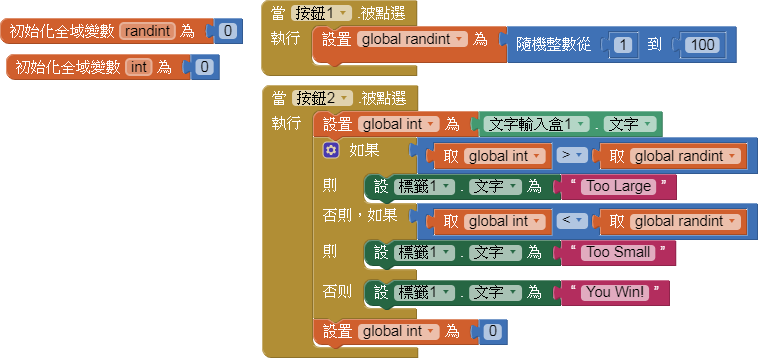 初始化全域變數 randint 為 0
初始化全域變數 int 為 0
當 按鈕1 .被點選
執行 設置 global randint 為 隨機整數從 1 到 100
當 按鈕2 .被點選
執行 設置 global int 為 文字輸入盒1 . 文字
如果 取 global int > 取 global randint
則 設 標籤1 . 文字 為 “ Too Large ”
否則，如果 取 global int < 取 global randint
則 設 標籤1 . 文字 為 “ Too Small ”
否則 設 標籤1 . 文字 為 “ You Win! ”
設置 global int 為 0